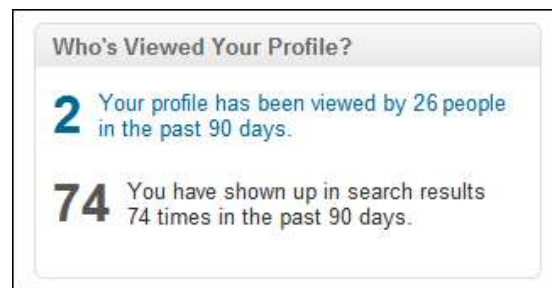 Who's Viewed Your Profile?
2 Your profile has been viewed by 26 people
in the past 90 days.
74 You have shown up in search results
74 times in the past 90 days.